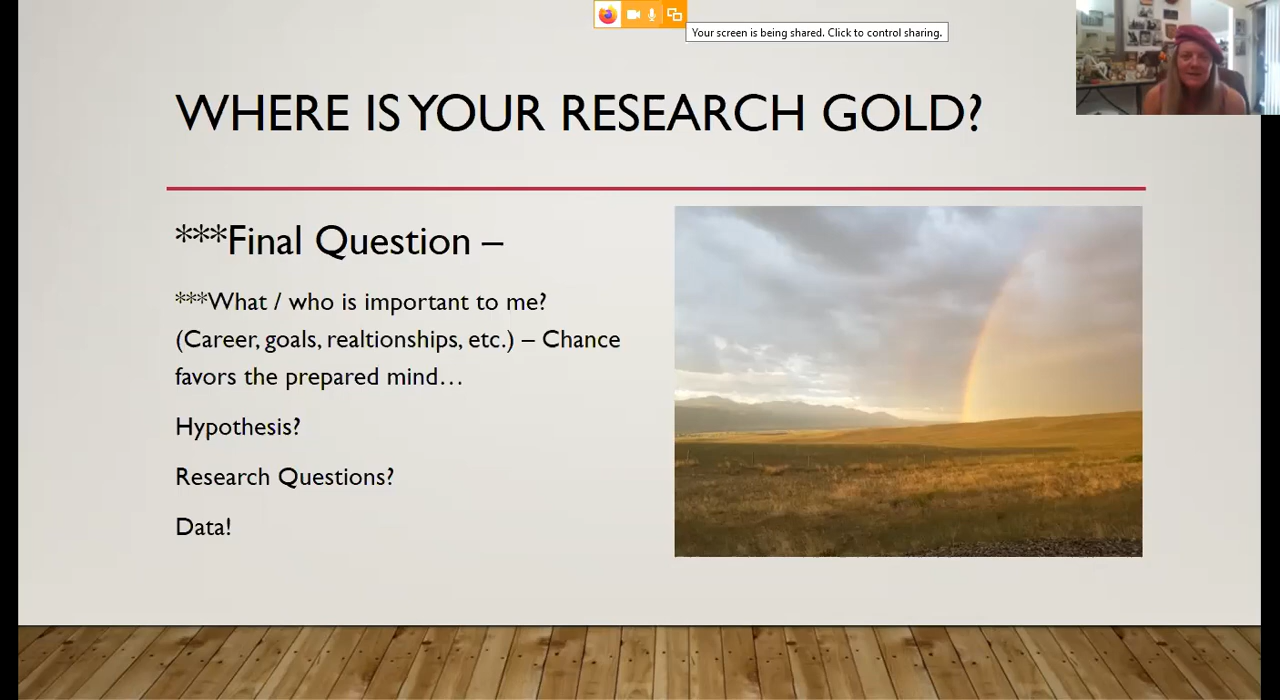 Your screen is being shared. Click to control sharing.
WHERE IS YOUR RESEARCH GOLD?
***Final Question –
***What / who is important to me?
(Career, goals, realtionships, etc.) – Chance
favors the prepared mind…
Hypothesis?
Research Questions?
Data!